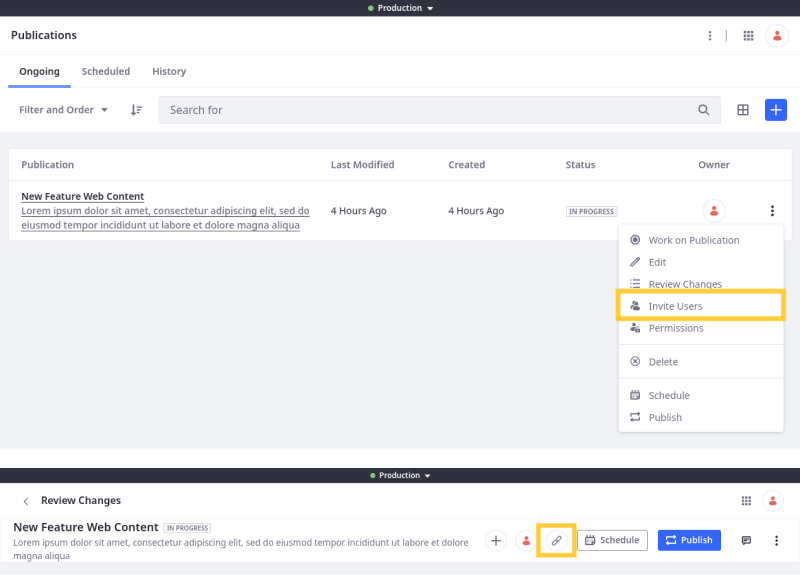 Production
Publications
Ongoing Scheduled History
Filter and Order Search for
Publication Last Modified Created Status Owner
New Feature Web Content
Lorem ipsum dolor sit amet, consectetur adipiscing elit, sed do 4 Hours Ago 4 Hours Ago IN PROGRESS
eiusmod tempor incididunt ut labore et dolore magna aliqua
Work on Publication
Edit
Review Changes
Invite Users
Permissions
Delete
Schedule
Publish
Production
Review Changes
New Feature Web Content IN PROGRESS
Lorem ipsum dolor sit amet, consectetur adipiscing elit, sed do eiusmod tempor incididunt ut labore et dolore
magna aliqua
Schedule Publish